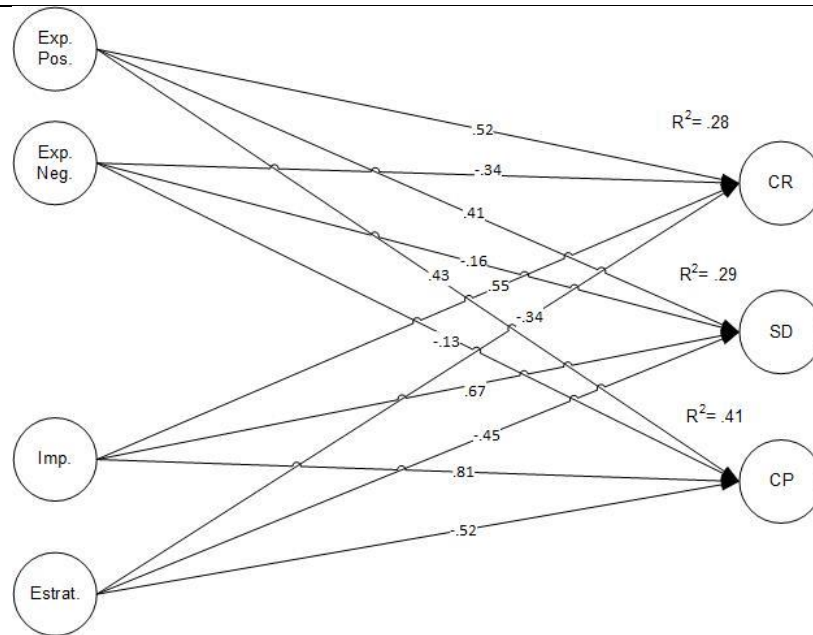 Exp.
Pos.
R²= .28
.52
Exp.
Neg.
-.34
CR
.41
-.16
.43
.55
R²= .29
-.34
SD
-.13
.67
R²= .41
-.45
Imp.
.81
CP
-.52
Estrat.